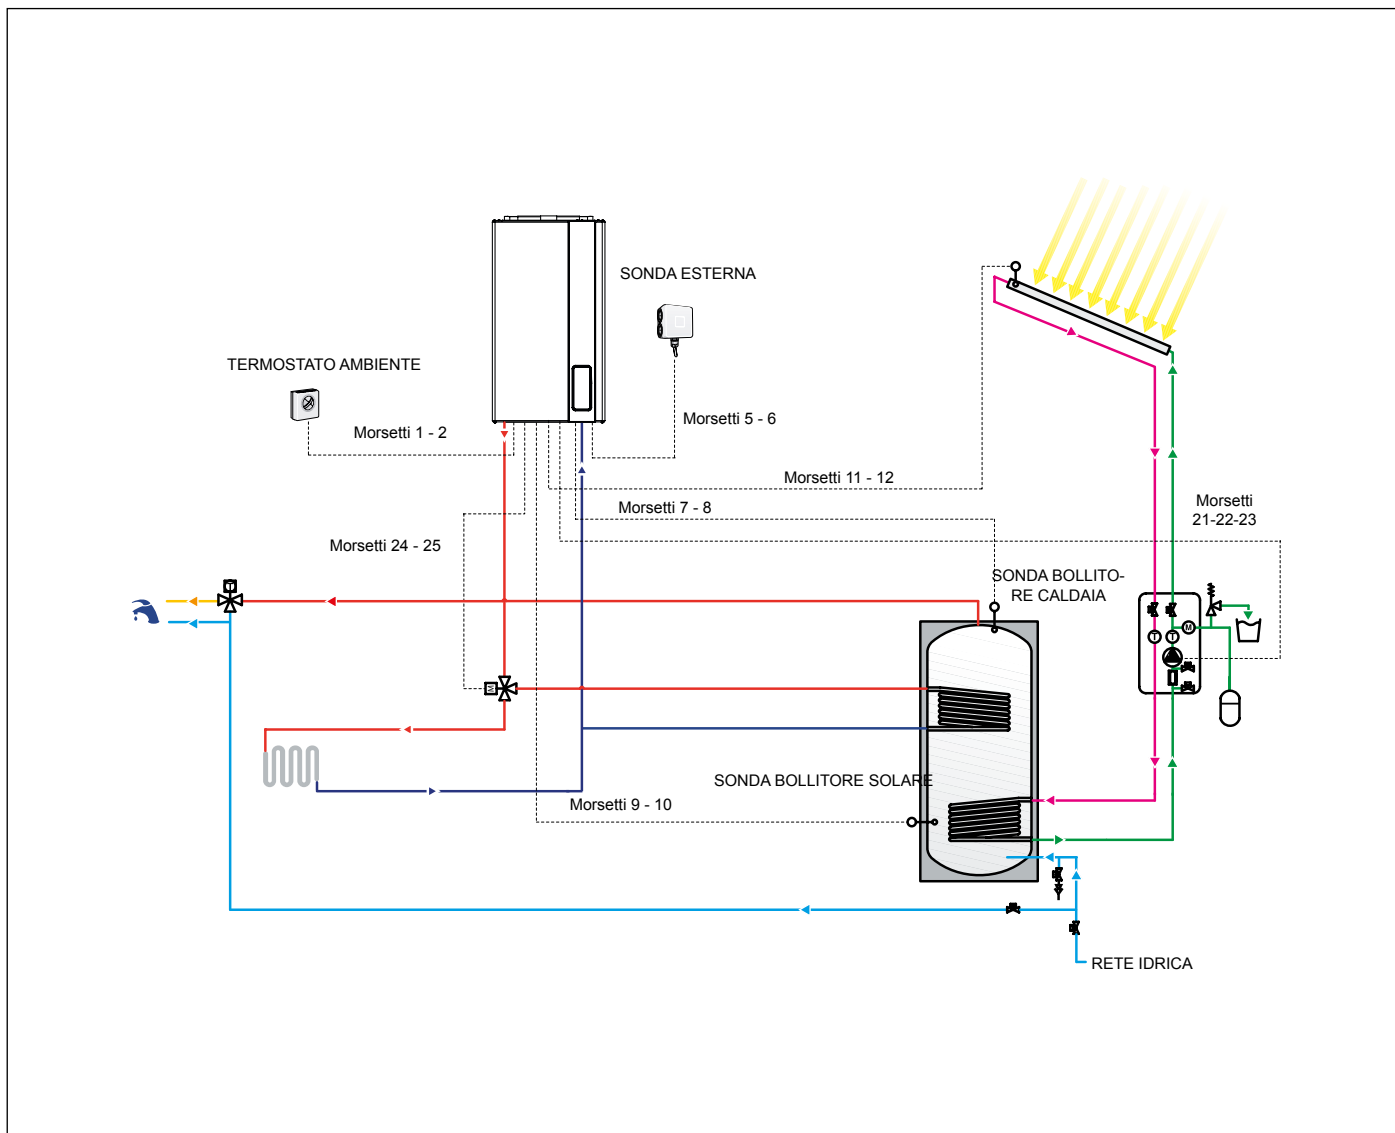 SONDA ESTERNA
TERMOSTATO AMBIENTE
Morsetti 1 - 2
Morsetti 5 - 6
Morsetti 11 - 12
Morsetti 7 - 8
Morsetti
21-22-23
Morsetti 24 - 25
SONDA BOLLITO-
RE CALDAIA
T
M
T
T
M
SONDA BOLLITORE SOLARE
Morsetti 9 - 10
RETE IDRICA